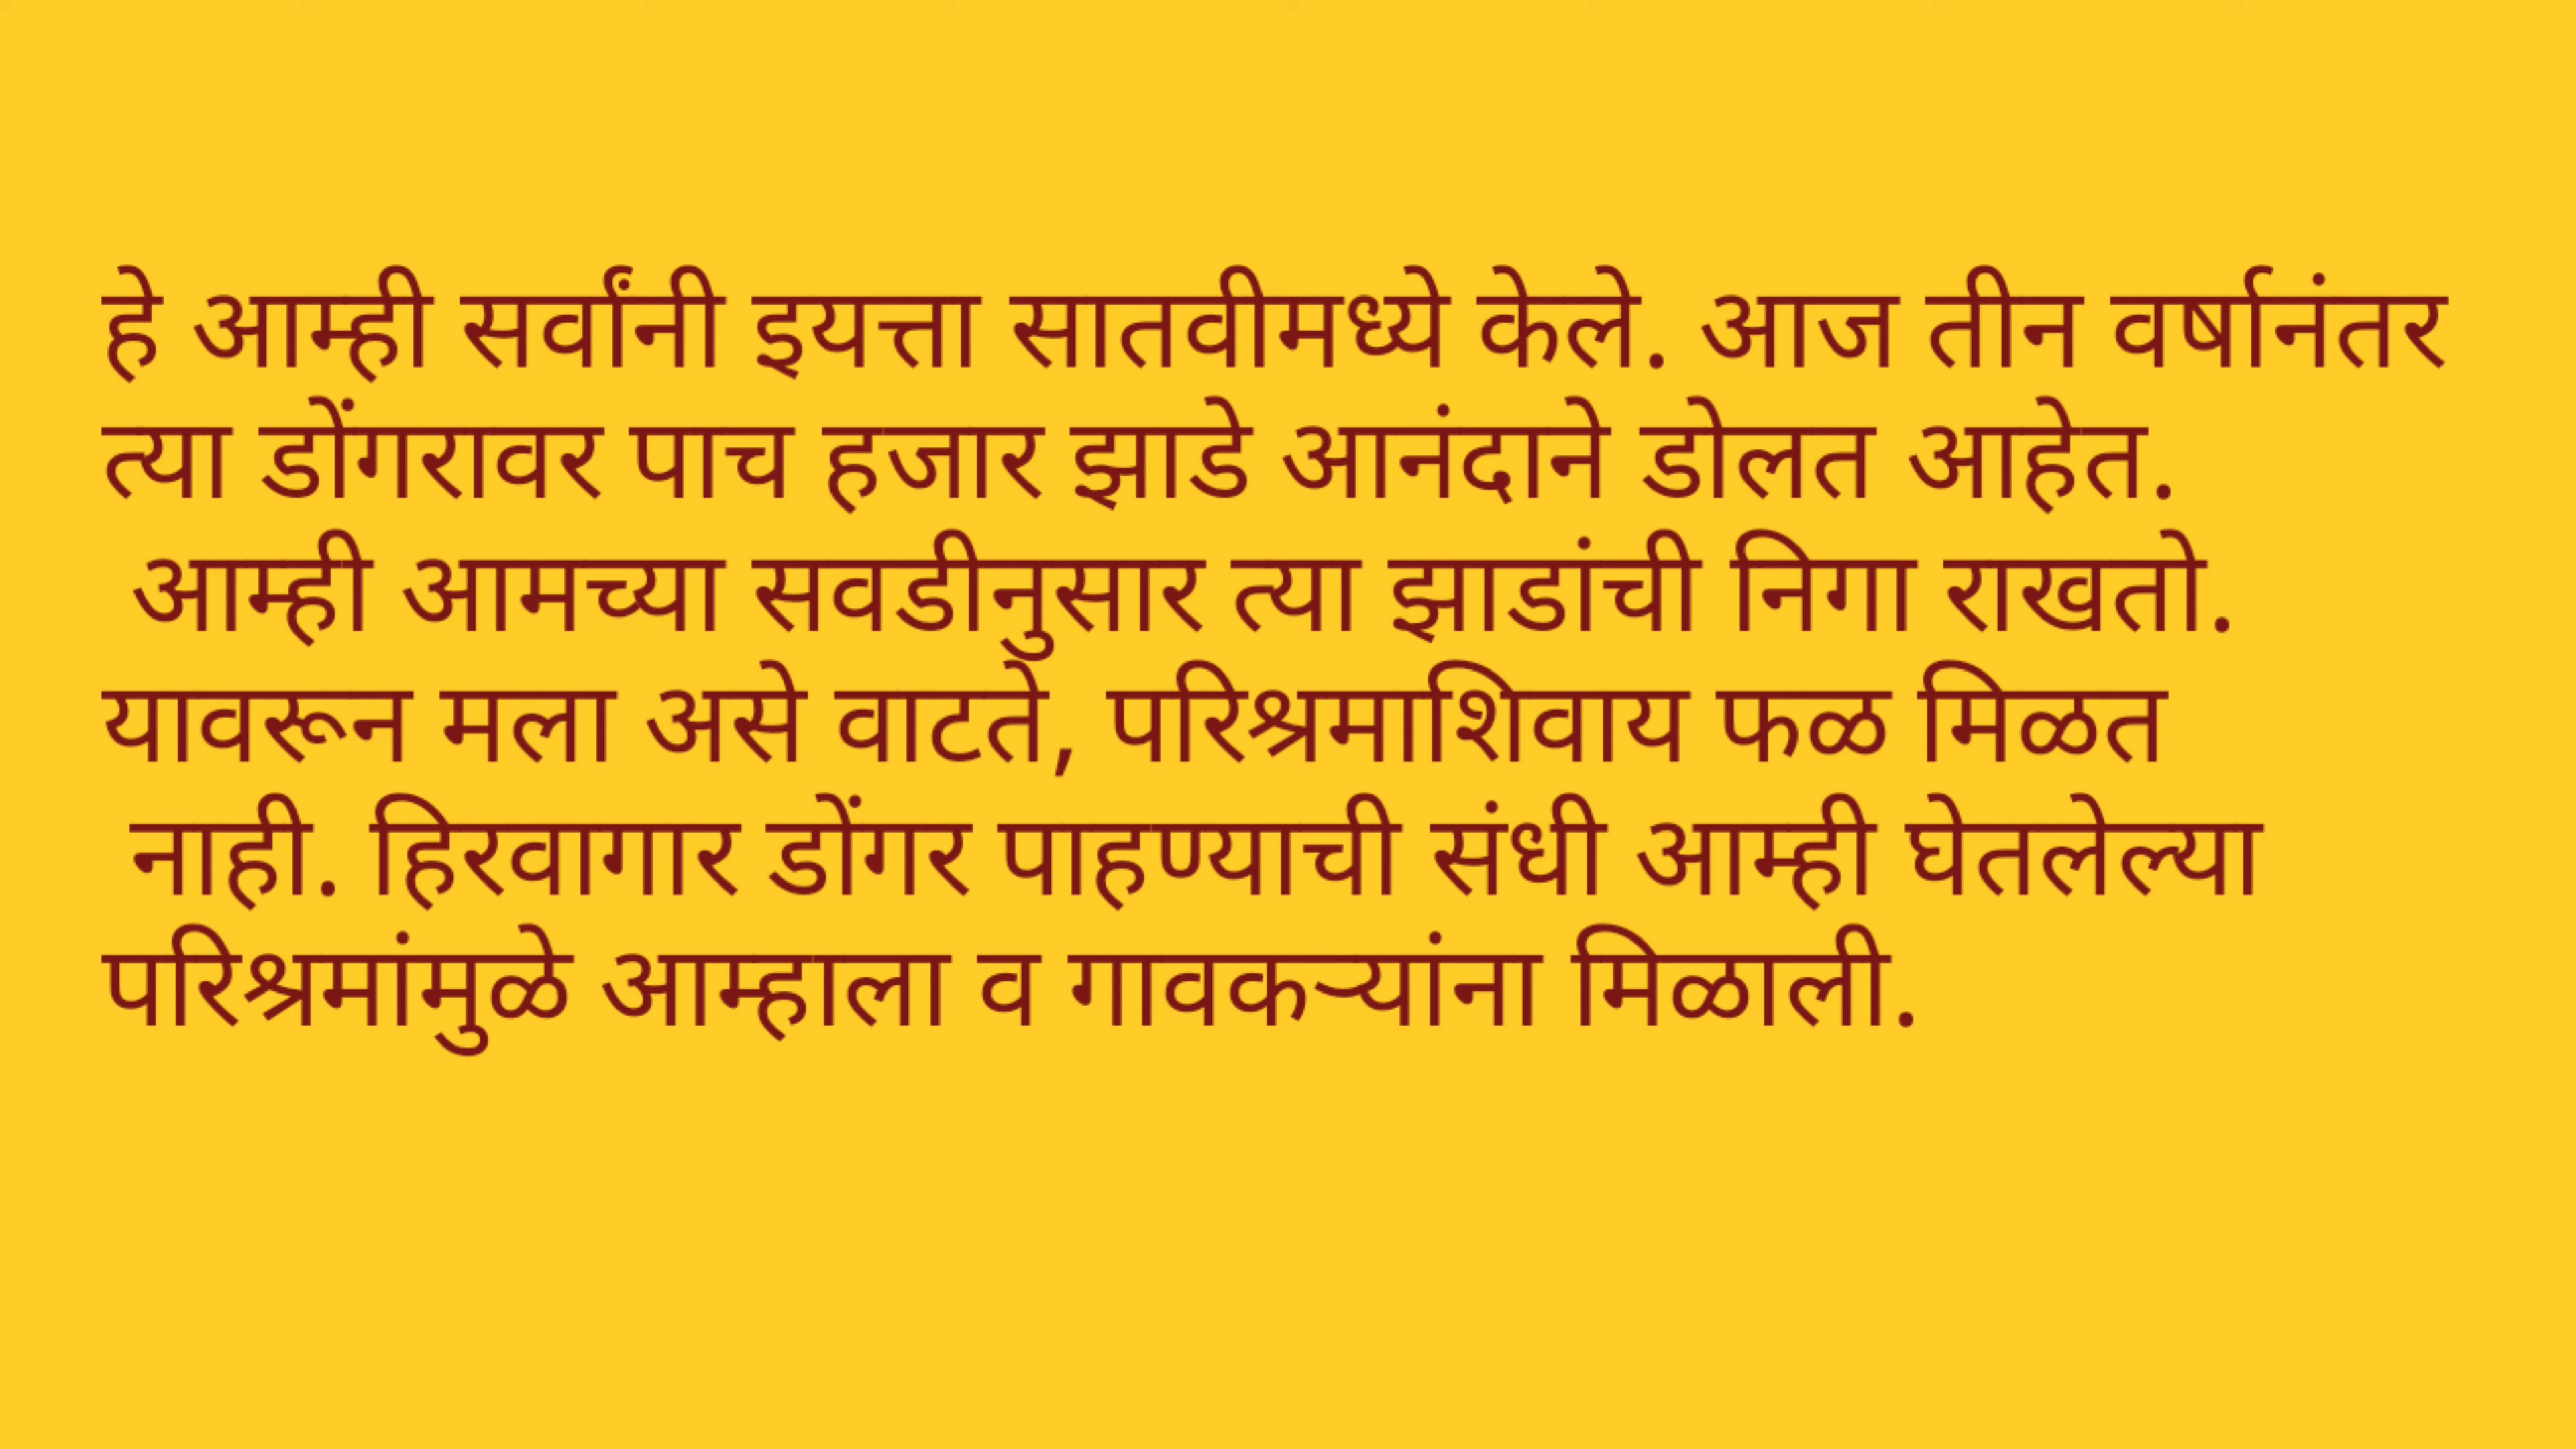 हे आम्ही सर्वांनी इयत्ता सातवीमध्ये केले. आज तीन वर्षानंतर
त्या डोंगरावर पाच हजार झाडे आनंदाने डोलत आहेत.
आम्ही आमच्या सवडीनुसार त्या झाडांची निगा राखतो.
यावरून मला असे वाटते, परिश्रमाशिवाय फळ मिळत
नाही. हिरवागार डोंगर पाहण्याची संधी आम्ही घेतलेल्या
परिश्रमांमुळे आम्हाला व गावकऱ्यांना मिळाली.